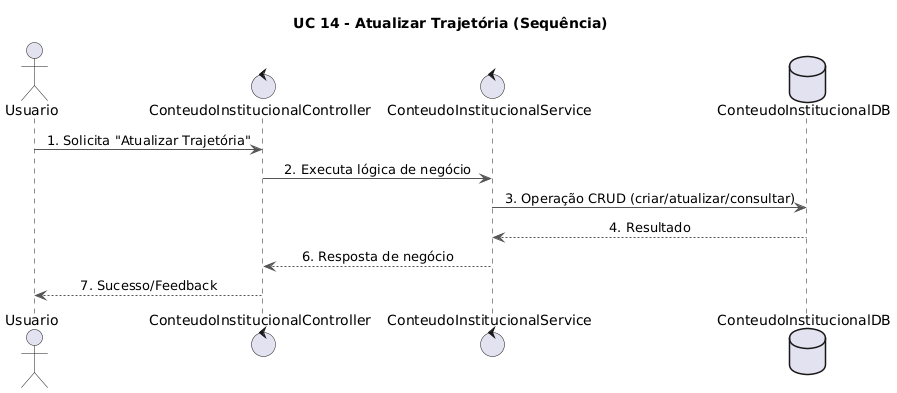 UC 14 - Atualizar Trajetória (Sequência)
Usuario
ConteudoInstitucionalController
ConteudoInstitucionalService
ConteudoInstitucionalDB
1. Solicita "Atualizar Trajetória"
2. Executa lógica de negócio
3. Operação CRUD (criar/atualizar/consultar)
4. Resultado
6. Resposta de negócio
7. Sucesso/Feedback
Usuario
ConteudoInstitucionalController
ConteudoInstitucionalService
ConteudoInstitucionalDB